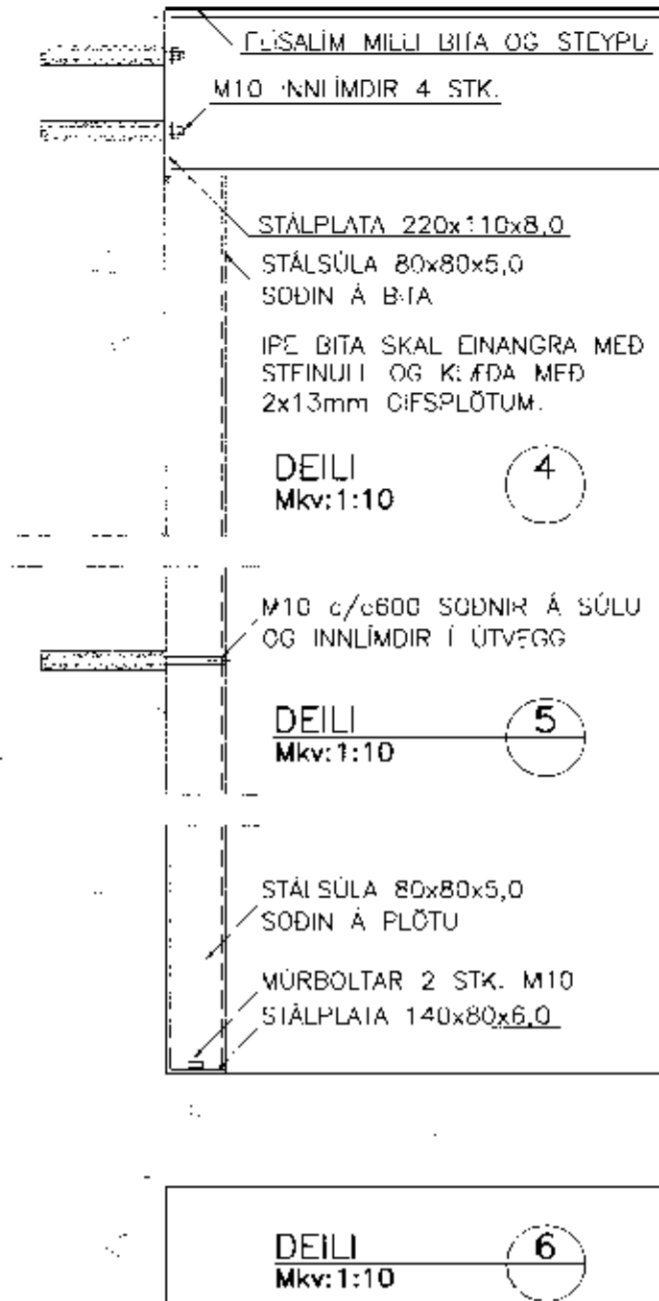 FLÍSALÍM MILLI BITA OG STEYPU
M10 INNLÍMDIR 4 STK.
STÁLPLATA 220x110x8,0
STÁLSÚLA 80x80x5,0
SOÐIN Á BITA
IPE BITA SKAL EINANGRA MEÐ
STEINULL OG KLÆÐA MEÐ
2x13mm GIFSPLÖTUM.
DEILI 4
Mkv: 1:10
M10 c/c600 SOÐNIR Á SÚLU
OG INNLÍMDIR Í ÚTVEGG
DEILI 5
Mkv: 1:10
STÁLSÚLA 80x80x5,0
SOÐIN Á PLÖTU
MÚRBOLTAR 2 STK. M10
STÁLPLATA 140x80x6,0
DEILI 6
Mkv: 1:10